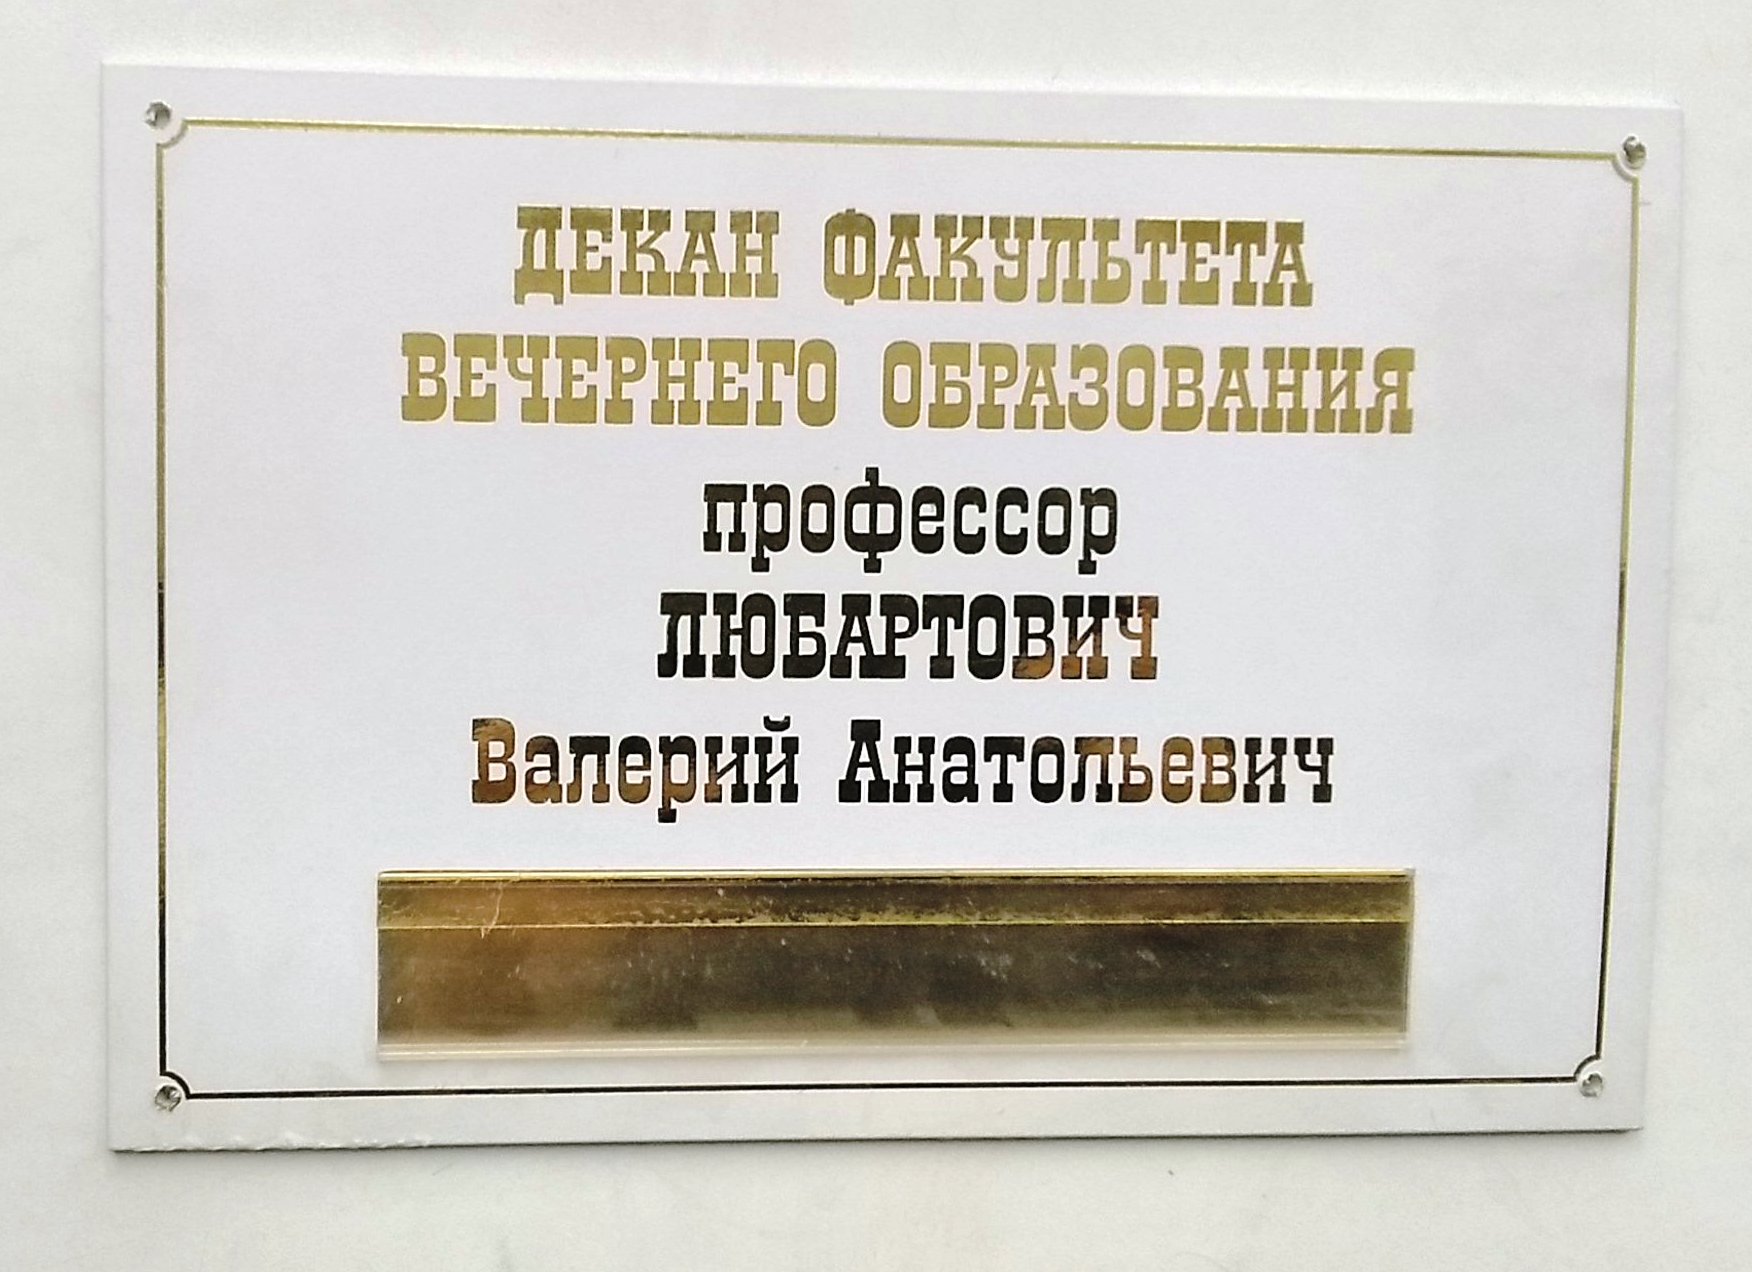 ДЕКАН ФАКУЛЬТЕТА
ВЕЧЕРНЕГО ОБРАЗОВАНИЯ
профессор
ЛЮБАРТОВИЧ
Валерий Анатольевич